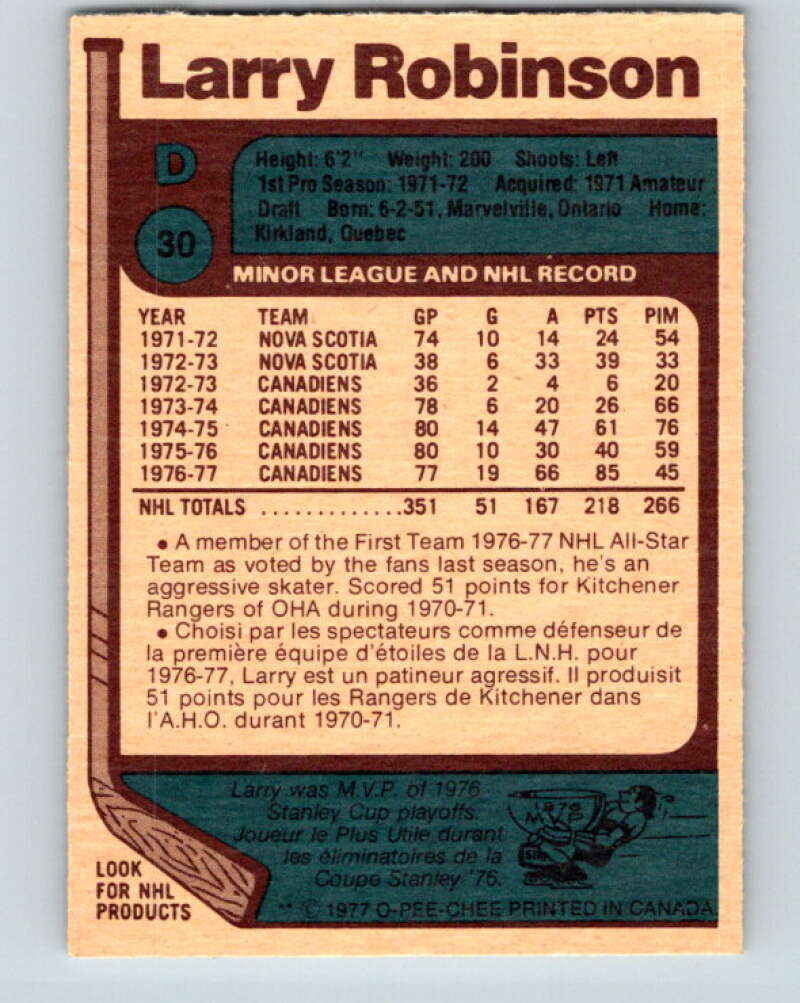 Larry Robinson
D
Height: 6'2" Weight: 200 Shoots: Left
1st Pro Season: 1971-72 Acquired: 1971 Amateur
Draft Born: 6-2-51, Marvelville, Ontario Home:
Kirkland, Quebec
30
MINOR LEAGUE AND NHL RECORD
YEAR TEAM GP G A PTS PIM
1971-72 NOVA SCOTIA 74 10 14 24 54
1972-73 NOVA SCOTIA 38 6 33 39 33
1972-73 CANADIENS 36 2 4 6 20
1973-74 CANADIENS 78 6 20 26 66
1974-75 CANADIENS 80 14 47 61 76
1975-76 CANADIENS 80 10 30 40 59
1976-77 CANADIENS 77 19 66 85 45
NHL TOTALS .............351 51 167 218 266
• A member of the First Team 1976-77 NHL All-Star
Team as voted by the fans last season, he's an
aggressive skater. Scored 51 points for Kitchener
Rangers of OHA during 1970-71.
• Choisi par les spectateurs comme défenseur de
la première équipe d'étoiles de la L.N.H. pour
1976-77, Larry est un patineur agressif. Il produisit
51 points pour les Rangers de Kitchener dans
l'A.H.O. durant 1970-71.
Larry was M.V.P. of 1976
Stanley Cup playoffs.
Joueur le Plus Utile durant
les éliminatoires de la
Coupe Stanley '76.
1976
MVP
LOOK
FOR NHL
PRODUCTS
** © 1977 O-PEE-CHEE PRINTED IN CANADA